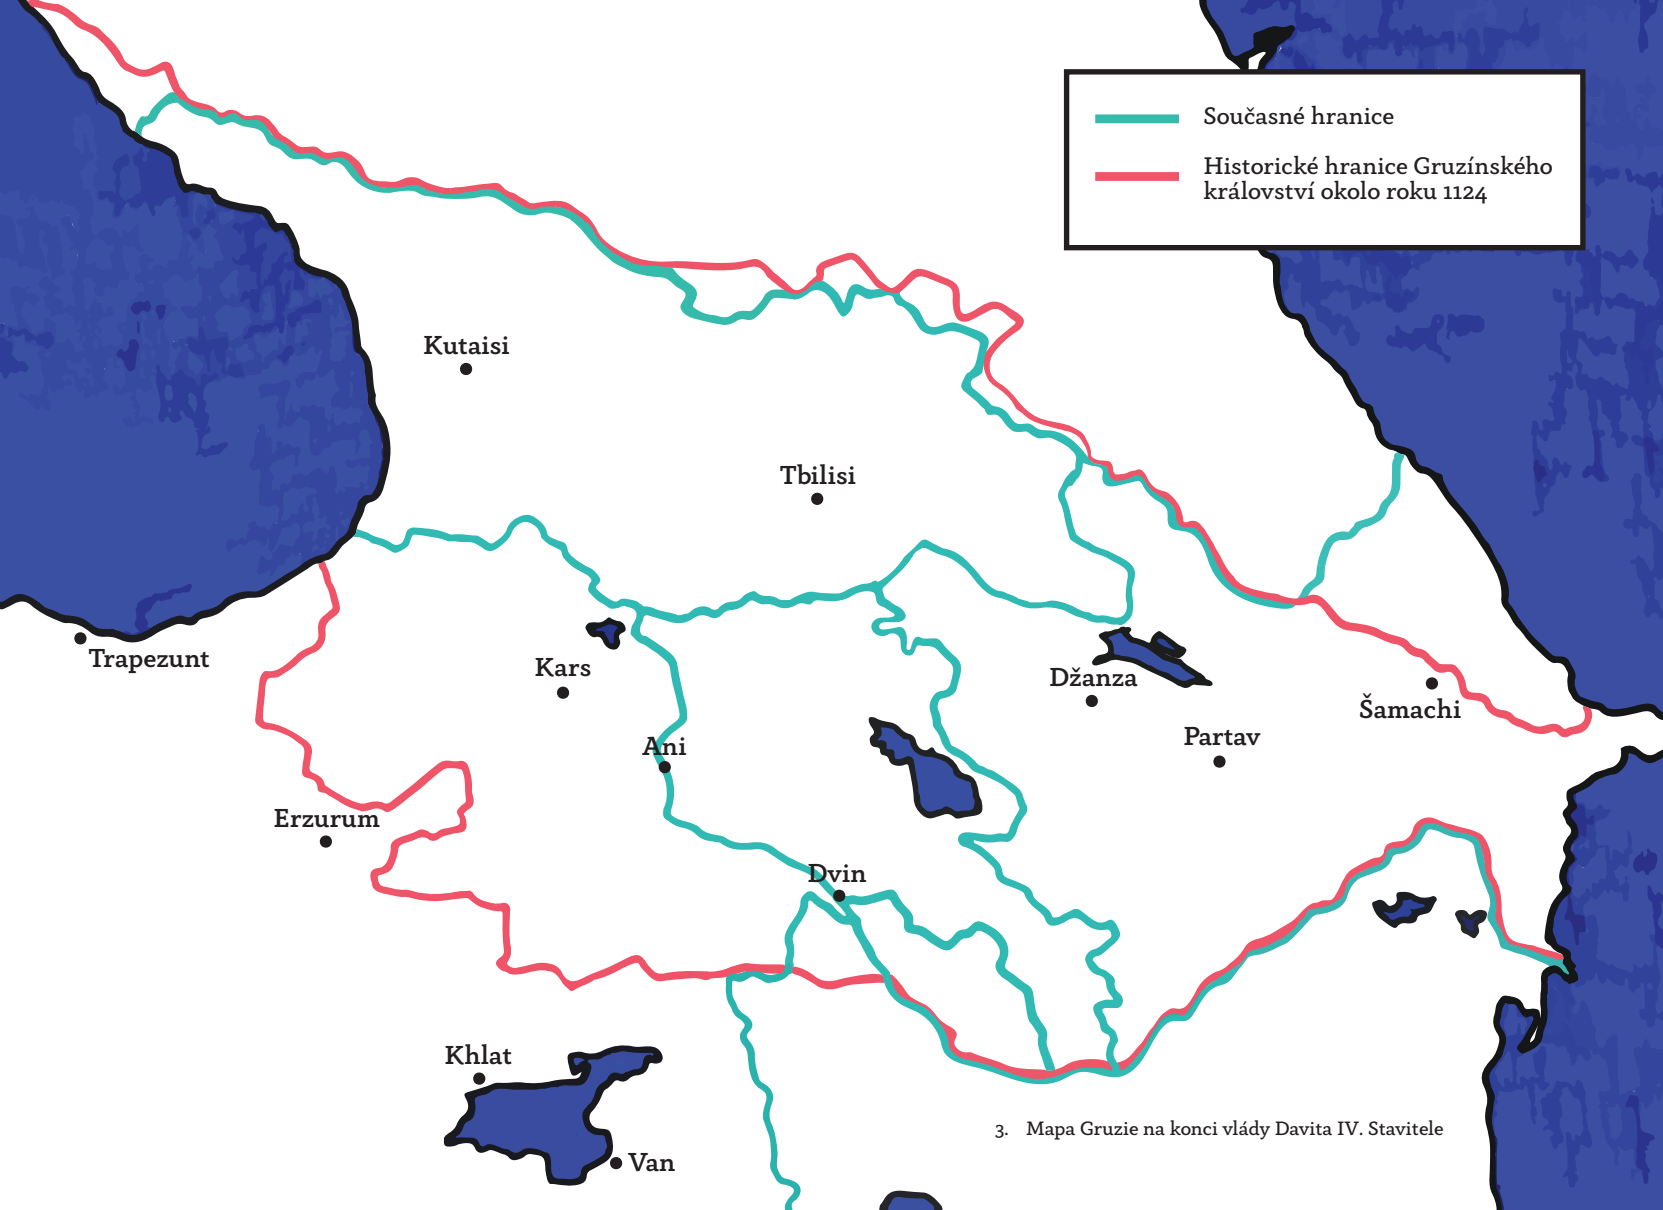 Současné hranice
Historické hranice Gruzínského
království okolo roku 1124
Kutaisi
Tbilisi
Trapezunt
Kars
Džanza
Šamachi
Ani
Partav
Erzurum
Dvin
Khlat
3. Mapa Gruzie na konci vlády Davita IV. Stavitele
Van